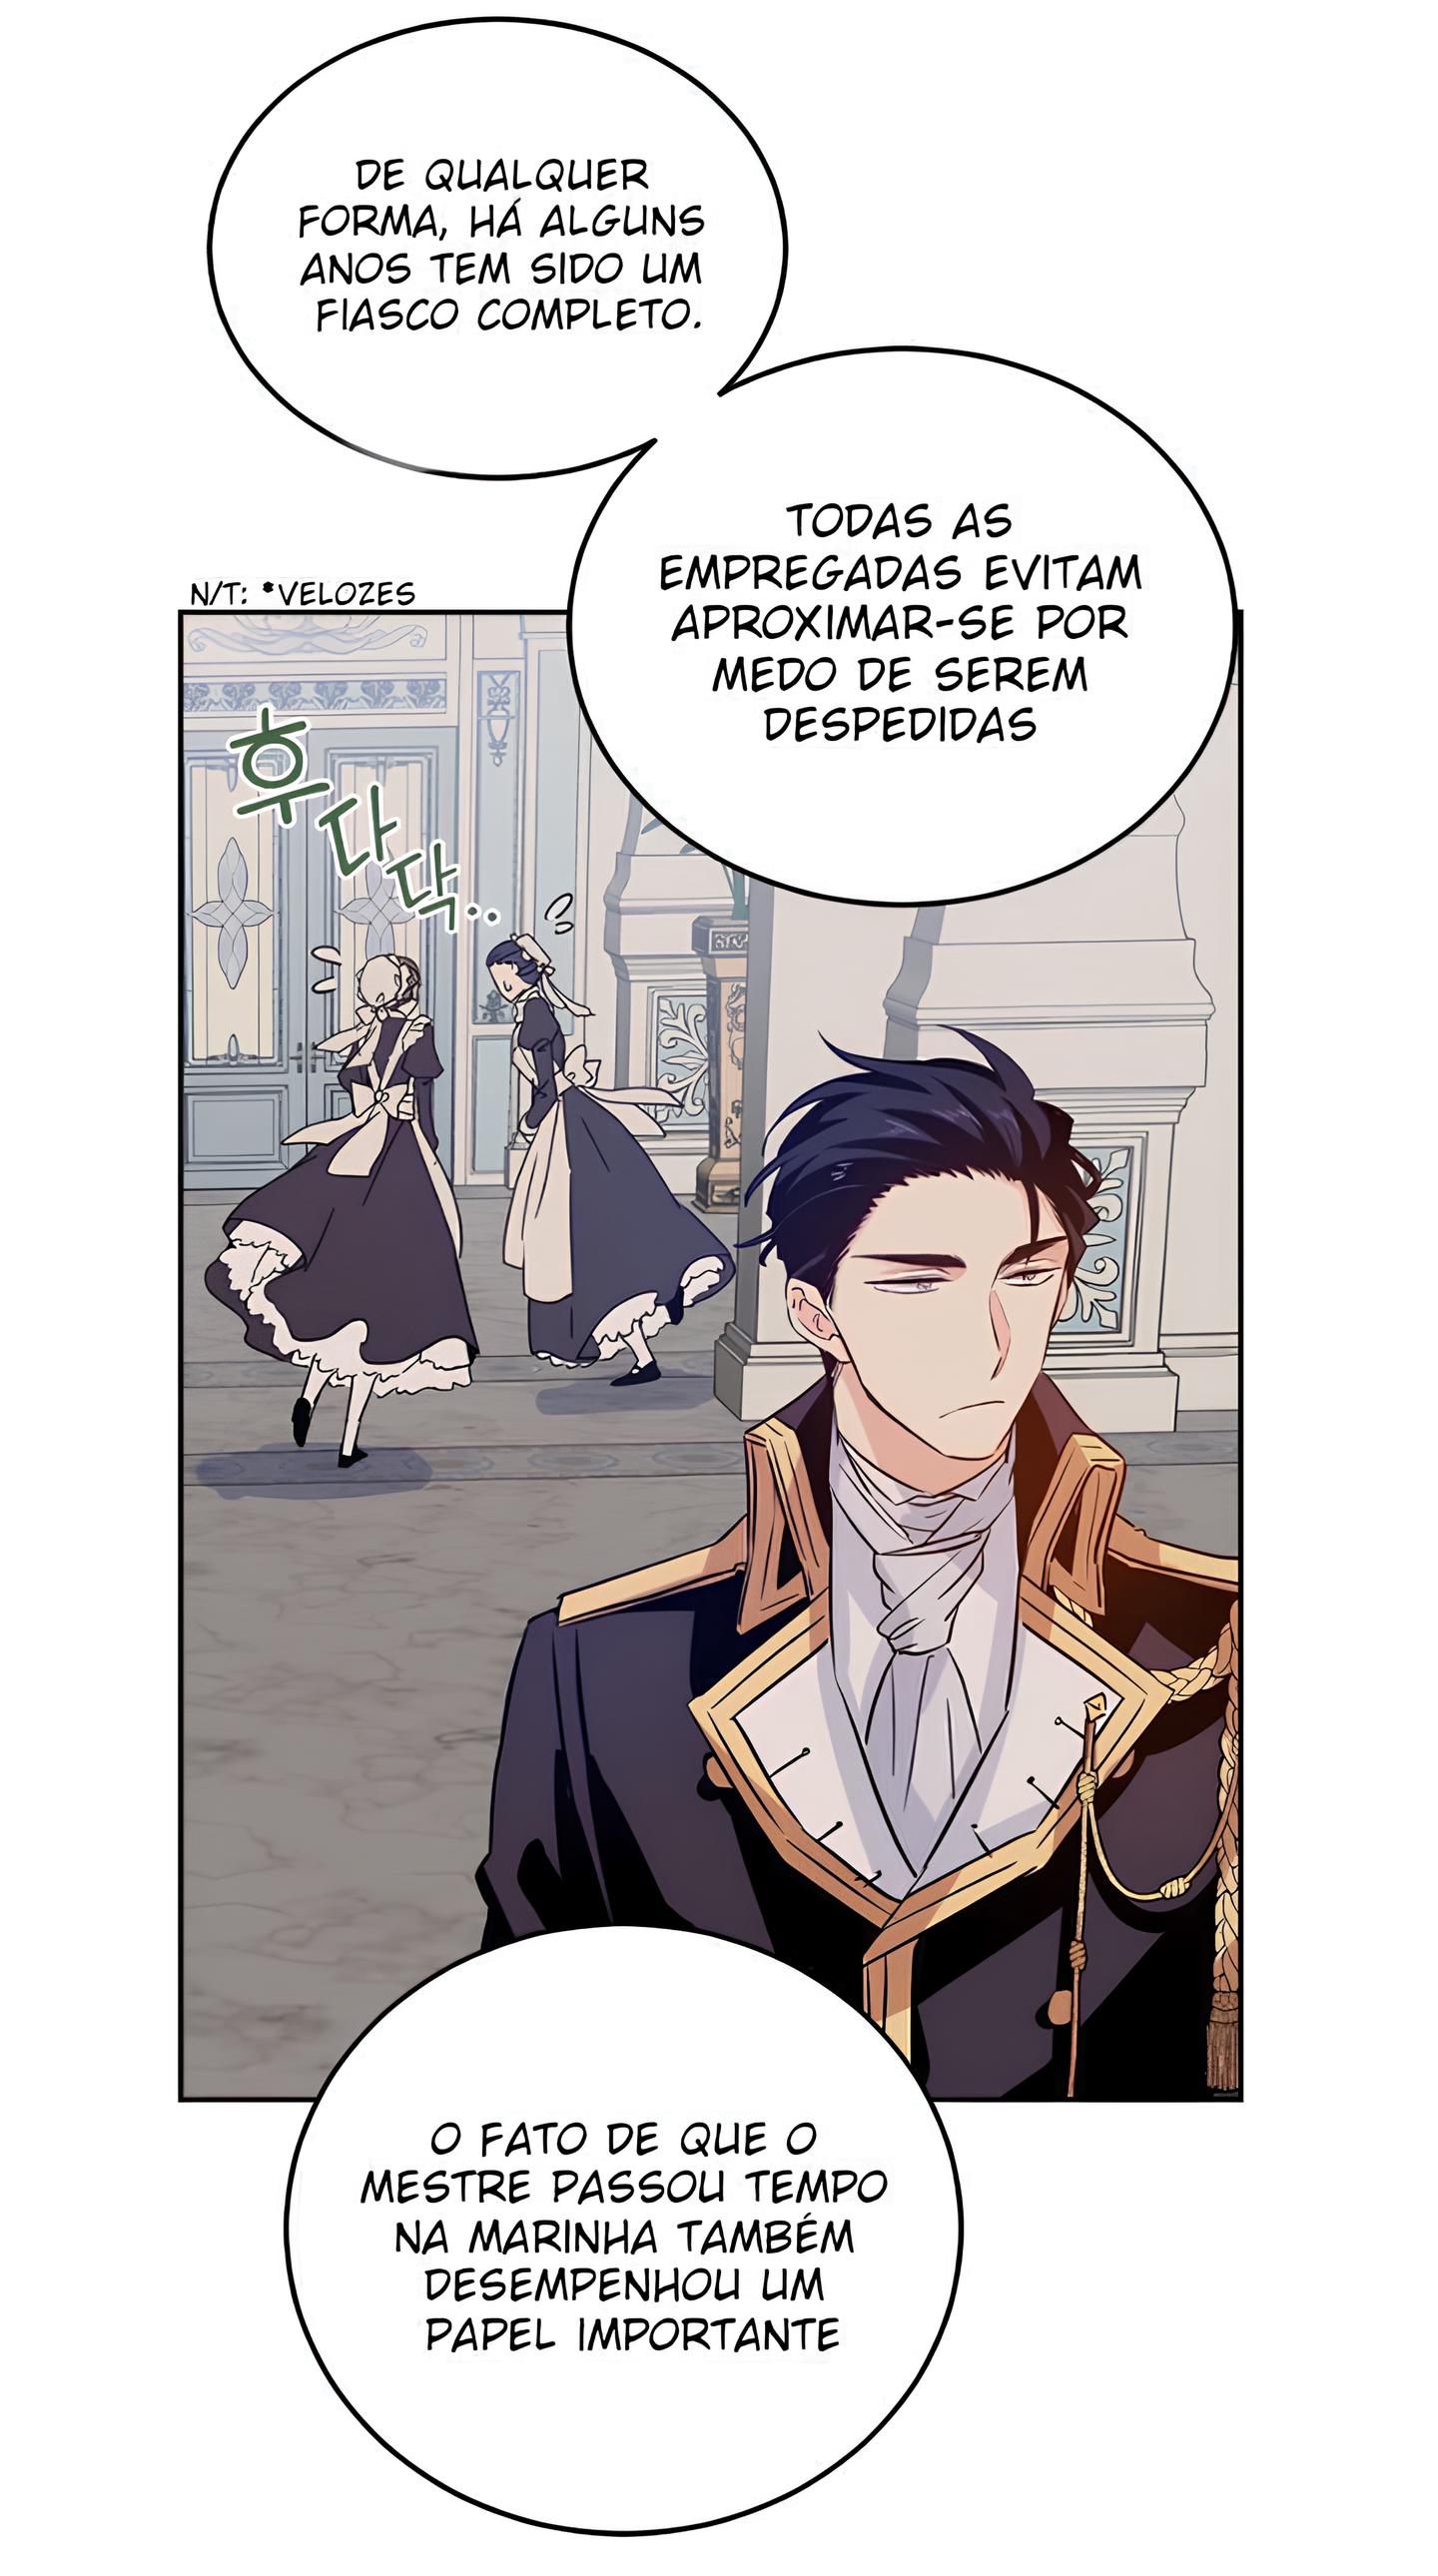 DE QUALQUER
FORMA, HÁ ALGUNS
ANOS TEM SIDO UM
FIASCO COMPLETO.
TODAS AS
EMPREGADAS EVITAM
APROXIMAR-SE POR
MEDO DE SEREM
DESPEDIDAS
N/T: *VELOZES
후다닥..
O FATO DE QUE O
MESTRE PASSOU TEMPO
NA MARINHA TAMBÉM
DESEMPENHOU UM
PAPEL IMPORTANTE